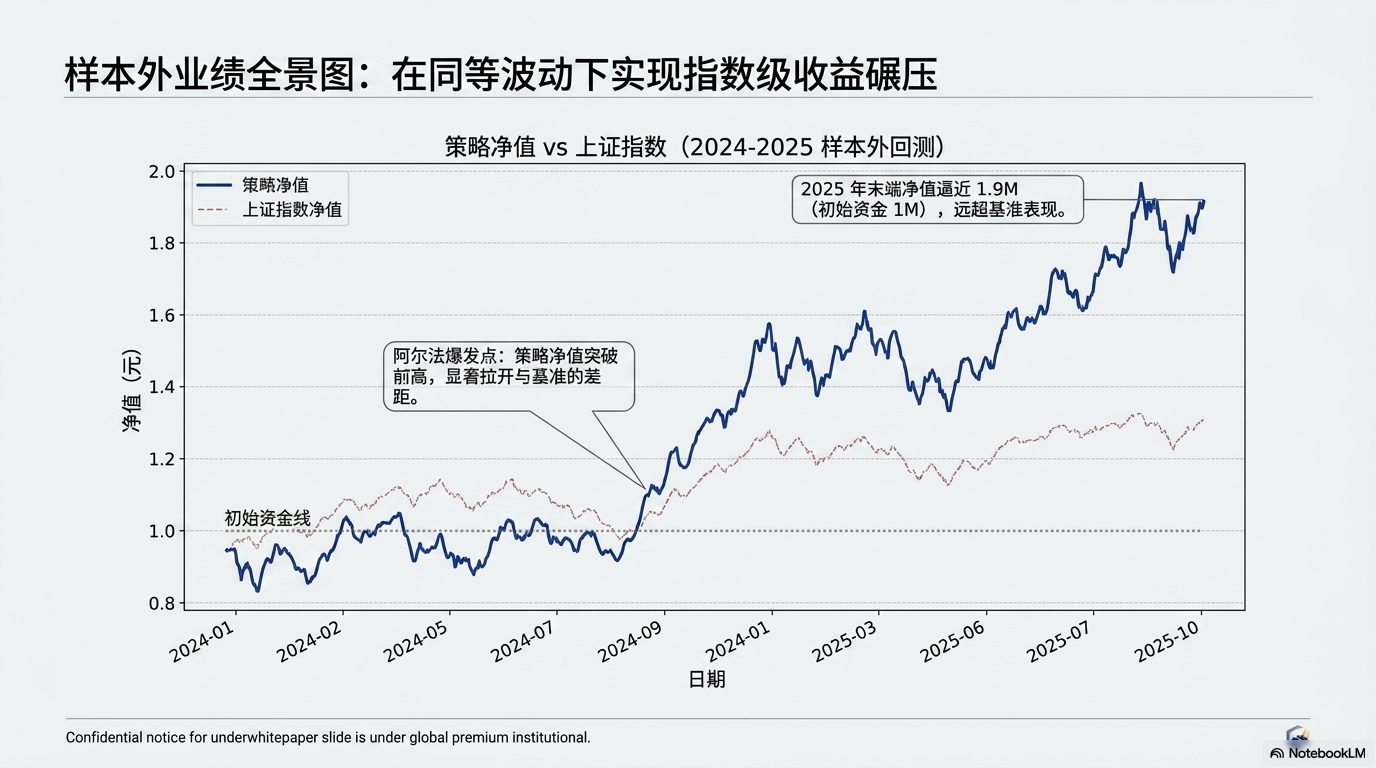 样本外业绩全景图：在同等波动下实现指数级收益碾压
策略净值 vs 上证指数（2024-2025 样本外回测）
策略净值
上证指数净值
2025 年末端净值逼近 1.9M
（初始资金 1M），远超基准表现。
阿尔法爆发点：策略净值突破
前高，显奢拉开与基准的差
距。
初始资金线
净值（元）
2.0
1.8
1.6
1.4
1.2
1.0
0.8
2024-01
2024-02
2024-05
2024-07
2024-09
2024-01
2025-03
2025-06
2025-07
2025-10
日期
Confidential notice for underwhitepaper slide is under global premium institutional.
NotebookLM